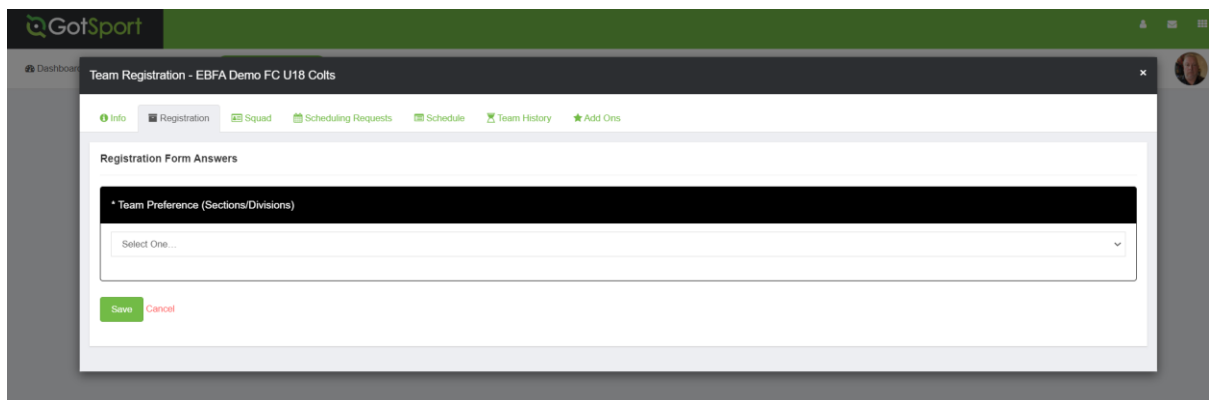 GotSport
Dashboar
Team Registration - EBFA Demo FC U18 Colts
×
Info Registration Squad Scheduling Requests Schedule Team History Add Ons
Registration Form Answers
* Team Preference (Sections/Divisions)
Select One...
Save Cancel